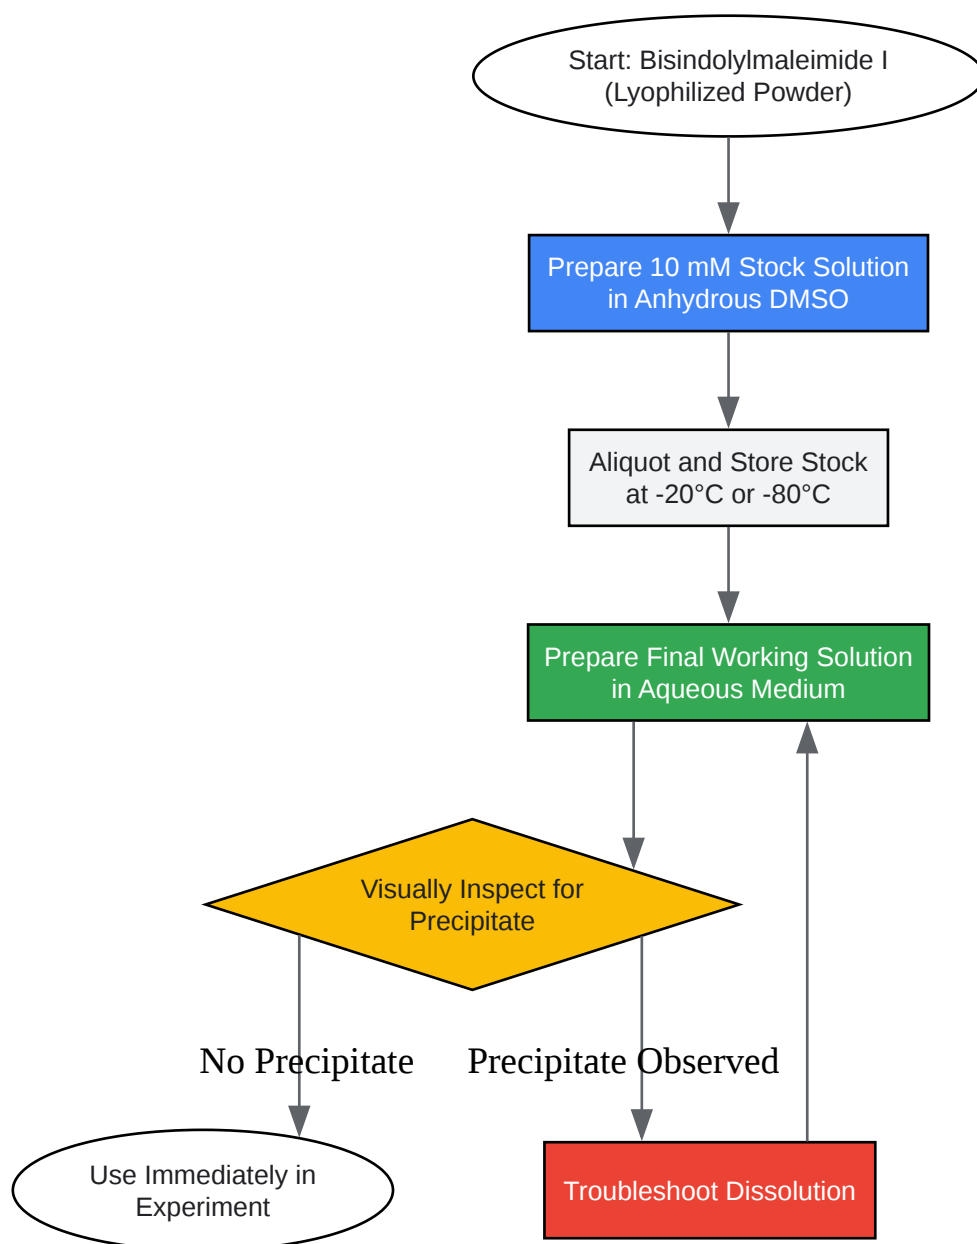 Start: Bisindolylmaleimide I
(Lyophilized Powder)
Prepare 10 mM Stock Solution
in Anhydrous DMSO
Aliquot and Store Stock
at -20°C or -80°C
Prepare Final Working Solution
in Aqueous Medium
Visually Inspect for
Precipitate
No Precipitate
Precipitate Observed
Use Immediately in
Experiment
Troubleshoot Dissolution